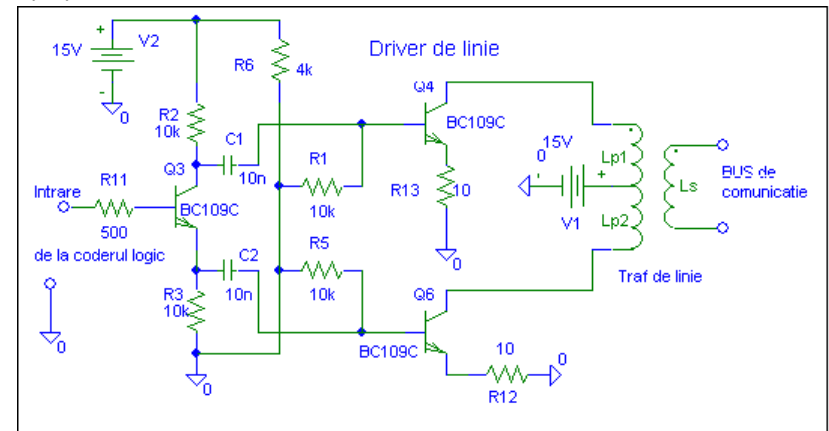 Driver de linie
15V
V2
R6
4k
0
R2
10k
C1
10n
Q3
BC109C
R11
500
Intrare
de la coderul logic
0
R3
10k
C2
10n
0
R1
10k
R5
10k
Q4
BC109C
R13
10
0
15V
0
V1
Lp1
Lp2
Ls
BUS de
comunicatie
Traf de linie
Q6
BC109C
10
R12
0